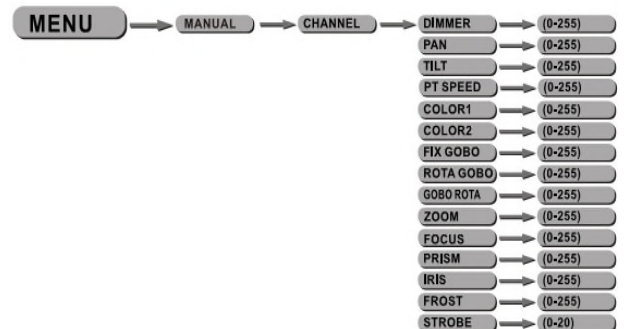 MENU MANUAL CHANNEL DIMMER (0-255)
PAN (0-255)
TILT (0-255)
PT SPEED (0-255)
COLOR1 (0-255)
COLOR2 (0-255)
FIX GOBO (0-255)
ROTA GOBO (0-255)
GOBO ROTA (0-255)
ZOOM (0-255)
FOCUS (0-255)
PRISM (0-255)
IRIS (0-255)
FROST (0-255)
STROBE (0-20)